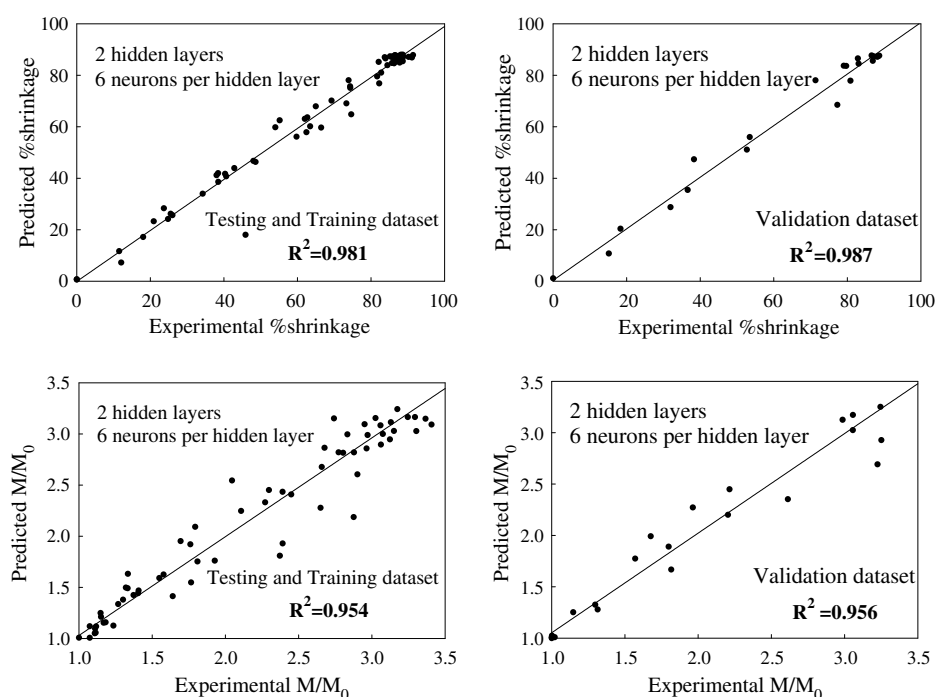 100
80
60
40
20
0
0
20
40
60
80
100
Predicted %shrinkage
Experimental %shrinkage
2 hidden layers
6 neurons per hidden layer
Testing and Training dataset
R²=0.981
100
80
60
40
20
0
0
20
40
60
80
100
Predicted %shrinkage
Experimental %shrinkage
2 hidden layers
6 neurons per hidden layer
Validation dataset
R²=0.987
3.5
3.0
2.5
2.0
1.5
1.0
1.0
1.5
2.0
2.5
3.0
3.5
Predicted M/M₀
Experimental M/M₀
2 hidden layers
6 neurons per hidden layer
Testing and Training dataset
R²=0.954
3.5
3.0
2.5
2.0
1.5
1.0
1.0
1.5
2.0
2.5
3.0
3.5
Predicted M/M₀
Experimental M/M₀
2 hidden layers
6 neurons per hidden layer
Validation dataset
R²=0.956